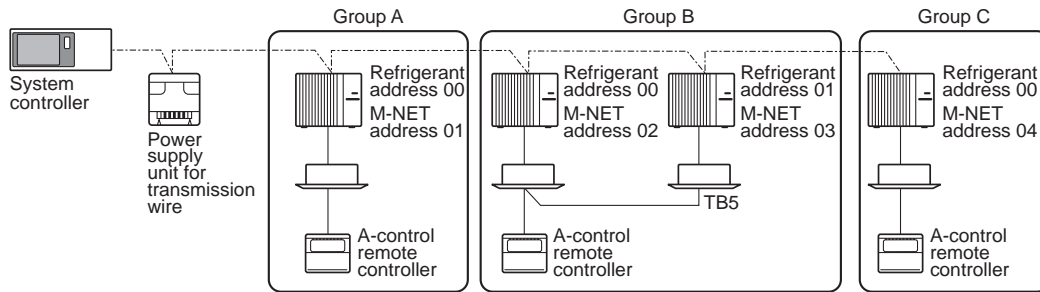 Group A
Group B
Group C
System
controller
Power
supply
unit for
transmission
wire
Refrigerant
address 00
M-NET
address 01
A-control
remote
controller
Refrigerant
address 00
M-NET
address 02
Refrigerant
address 01
M-NET
address 03
TB5
A-control
remote
controller
Refrigerant
address 00
M-NET
address 04
A-control
remote
controller